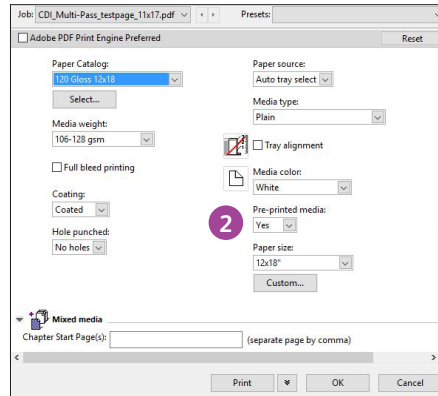 Job: CDI_Multi-Pass_testpage_11x17.pdf
Presets:
Adobe PDF Print Engine Preferred
Reset
Paper Catalog:
120 Gloss 12x18
Select...
Media weight:
106-128 gsm
Full bleed printing
Coating:
Coated
Hole punched:
No holes
Paper source:
Auto tray select
Media type:
Plain
Tray alignment
Media color:
White
2
Pre-printed media:
Yes
Paper size:
12x18"
Custom...
Mixed media
Chapter Start Page(s):
(separate page by comma)
Print
OK
Cancel